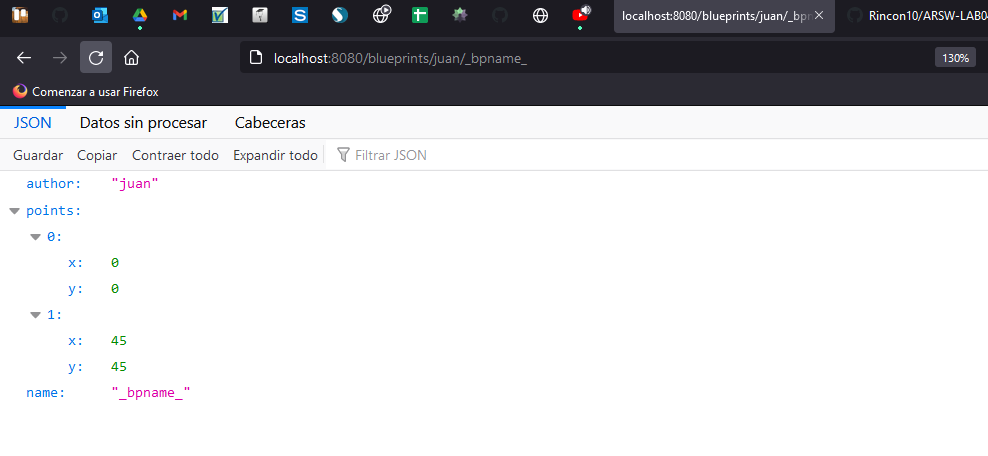 localhost:8080/blueprints/juan/_bpr
Rincon10/ARSW-LAB0
localhost:8080/blueprints/juan/_bpname_
130%
Comenzar a usar Firefox
JSON Datos sin procesar Cabeceras
Guardar Copiar Contraer todo Expandir todo Filtrar JSON
author: "juan"
points:
0:
x: 0
y: 0
1:
x: 45
y: 45
name: "_bpname_"